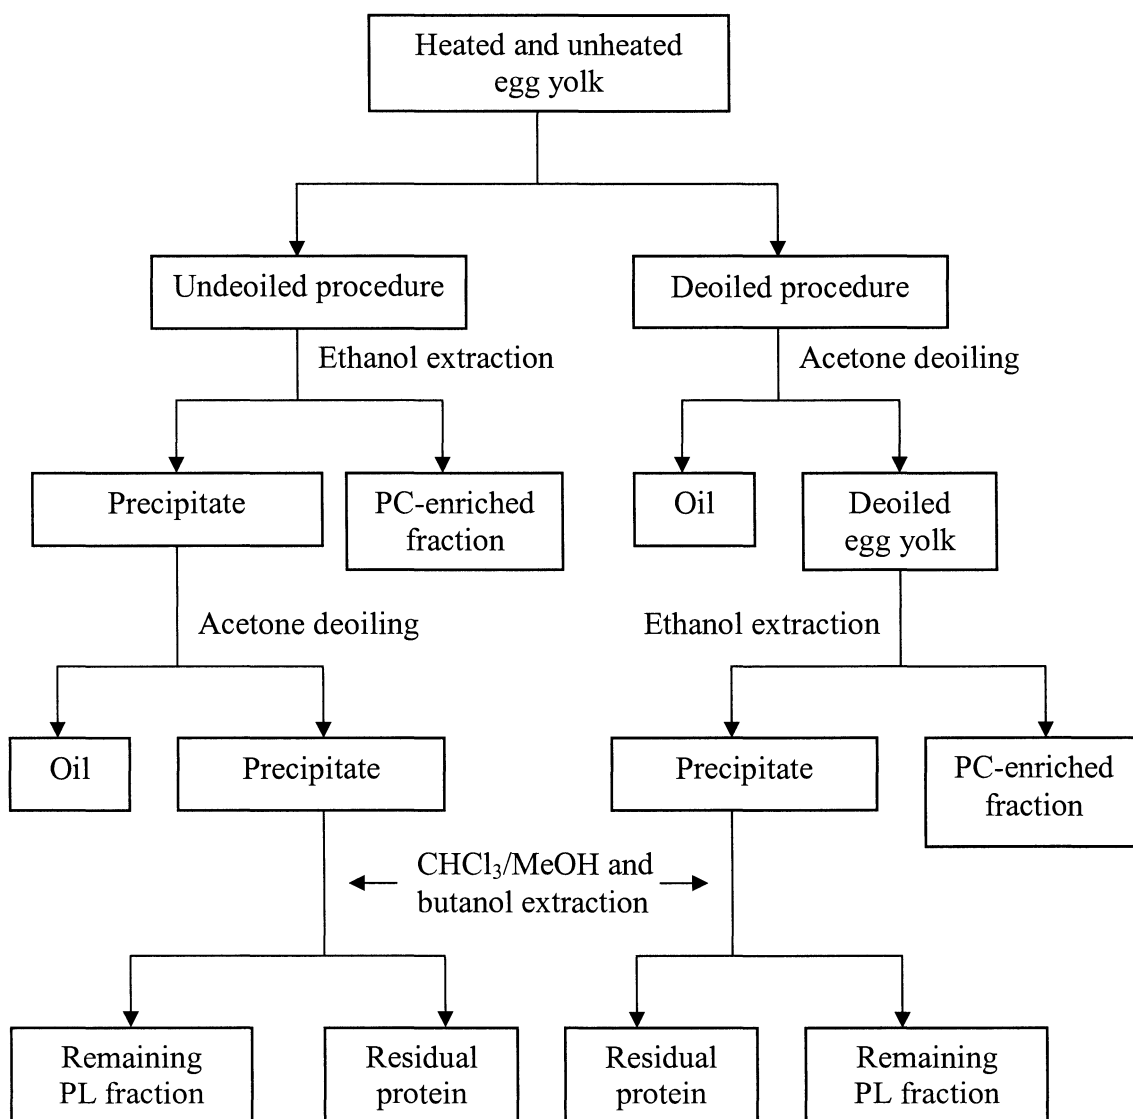 Heated and unheated
egg yolk
Undeoiled procedure
Deoiled procedure
Ethanol extraction
Acetone deoiling
Precipitate
PC-enriched
fraction
Oil
Deoiled
egg yolk
Acetone deoiling
Ethanol extraction
Oil
Precipitate
Precipitate
PC-enriched
fraction
CHCl₃/MeOH and
butanol extraction
Remaining
PL fraction
Residual
protein
Residual
protein
Remaining
PL fraction